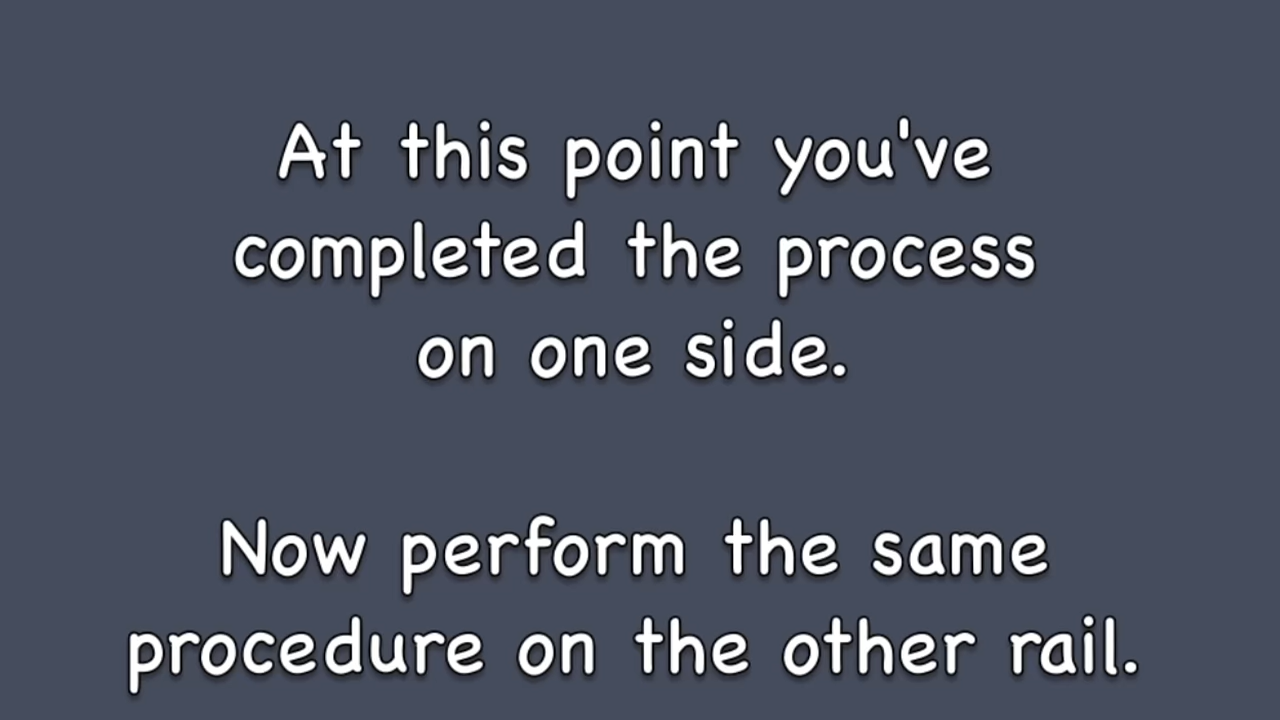 At this point you've
completed the process
on one side.
Now perform the same
procedure on the other rail.